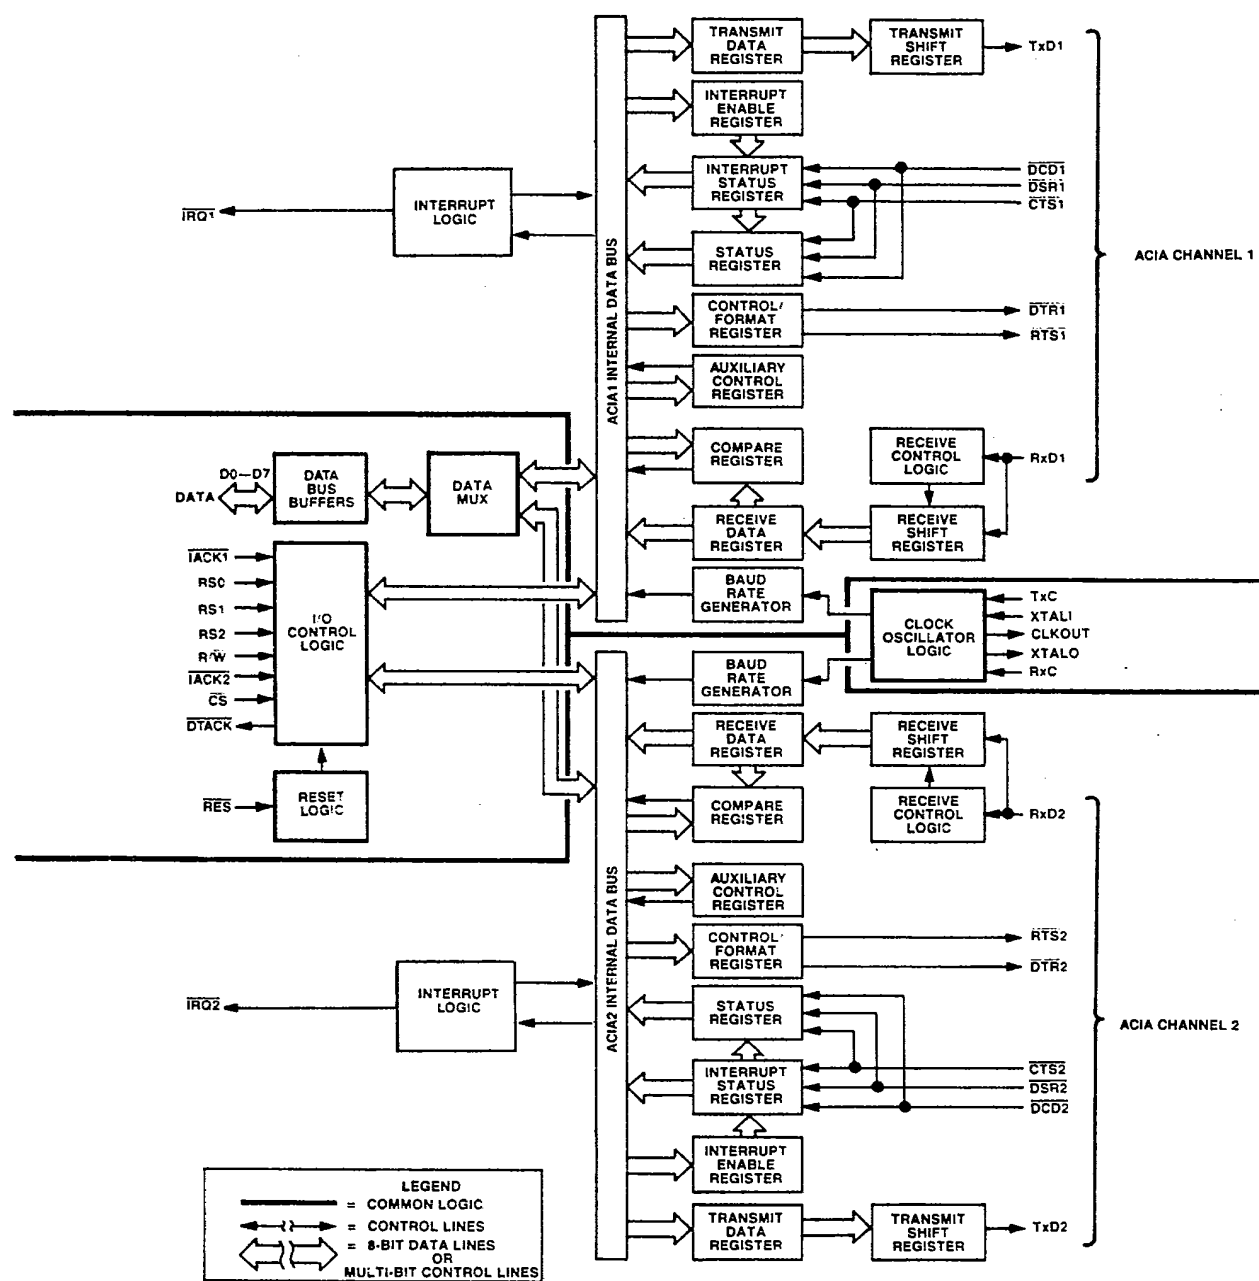 TRANSMIT
DATA
REGISTER
TRANSMIT
SHIFT
REGISTER
TxD1
INTERRUPT
ENABLE
REGISTER
INTERRUPT
STATUS
REGISTER
DCD1
DSR1
CTS1
INTERRUPT
LOGIC
IRQ1
STATUS
REGISTER
ACIA CHANNEL 1
ACIA1 INTERNAL DATA BUS
CONTROL/
FORMAT
REGISTER
DTR1
RTS1
AUXILIARY
CONTROL
REGISTER
COMPARE
REGISTER
RECEIVE
CONTROL
LOGIC
RxD1
D0—D7
DATA
DATA
BUS
BUFFERS
DATA
MUX
RECEIVE
DATA
REGISTER
RECEIVE
SHIFT
REGISTER
IACK1
RS0
RS1
RS2
R/W
IACK2
CS
DTACK
I/O
CONTROL
LOGIC
BAUD
RATE
GENERATOR
CLOCK
OSCILLATOR
LOGIC
TxC
XTALI
CLKOUT
XTALO
RxC
BAUD
RATE
GENERATOR
RECEIVE
DATA
REGISTER
RECEIVE
SHIFT
REGISTER
RES
RESET
LOGIC
COMPARE
REGISTER
RECEIVE
CONTROL
LOGIC
RxD2
ACIA2 INTERNAL DATA BUS
AUXILIARY
CONTROL
REGISTER
CONTROL/
FORMAT
REGISTER
RTS2
DTR2
IRQ2
INTERRUPT
LOGIC
STATUS
REGISTER
ACIA CHANNEL 2
INTERRUPT
STATUS
REGISTER
CTS2
DSR2
DCD2
INTERRUPT
ENABLE
REGISTER
TRANSMIT
DATA
REGISTER
TRANSMIT
SHIFT
REGISTER
TxD2
LEGEND
= COMMON LOGIC
= CONTROL LINES
= 8-BIT DATA LINES
OR
MULTI-BIT CONTROL LINES